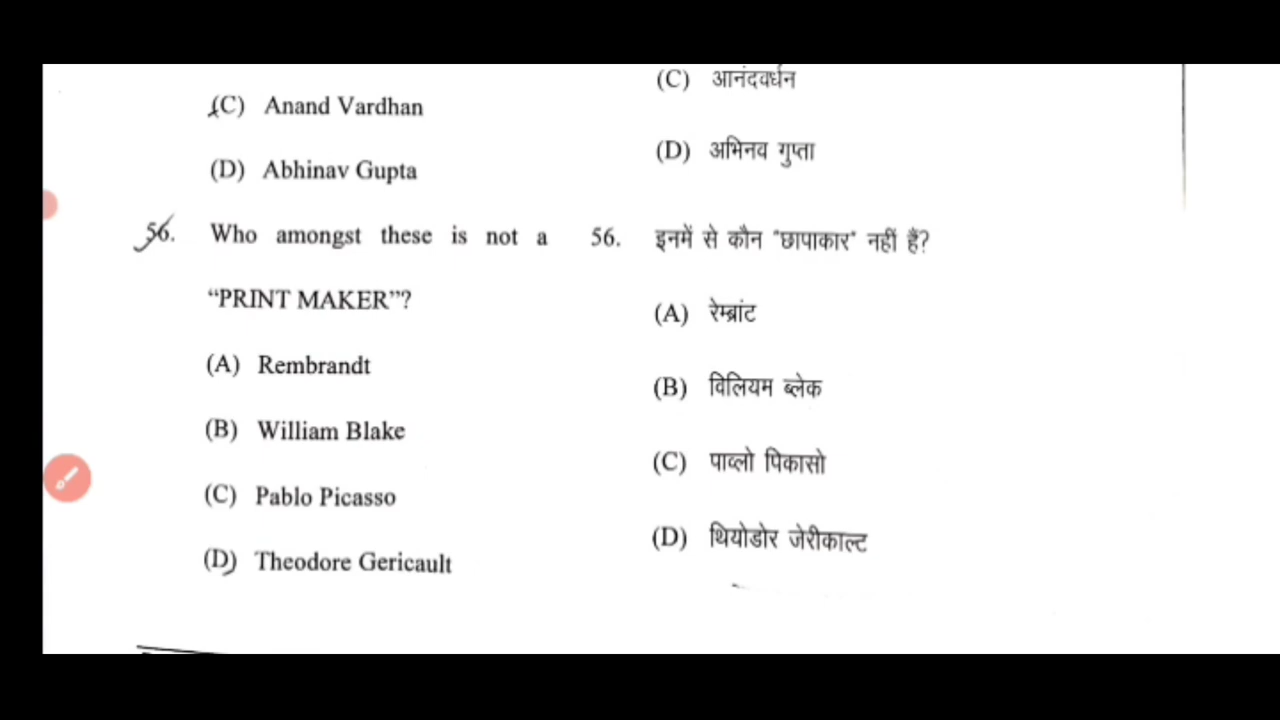 (C) Anand Vardhan
(D) Abhinav Gupta
56. Who amongst these is not a
“PRINT MAKER”?
(A) Rembrandt
(B) William Blake
(C) Pablo Picasso
(D) Theodore Gericault
(C) आनंदवर्धन
(D) अभिनव गुप्ता
56. इनमें से कौन "छापाकार" नहीं हैं?
(A) रेम्ब्रांट
(B) विलियम ब्लेक
(C) पाब्लो पिकासो
(D) थियोडोर जेरीकाल्ट